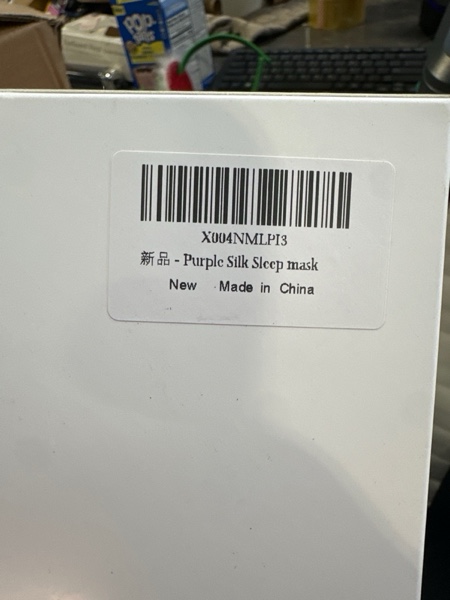 X004NMLPI3
新品 - Purple Silk Sleep mask
New Made in China